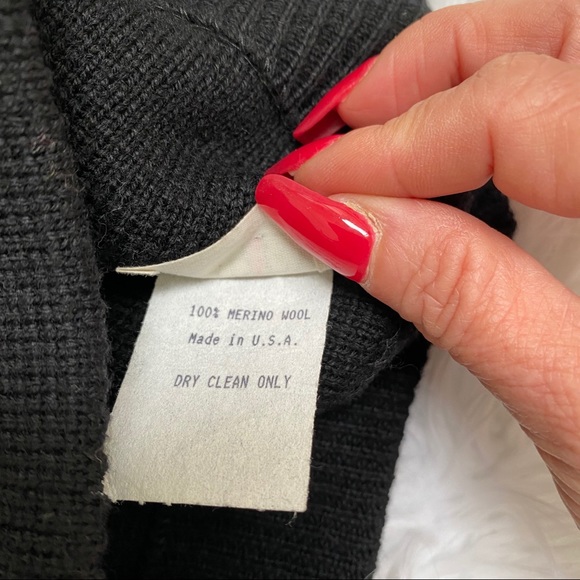 100% MERINO WOOL
Made in U.S.A.
DRY CLEAN ONLY